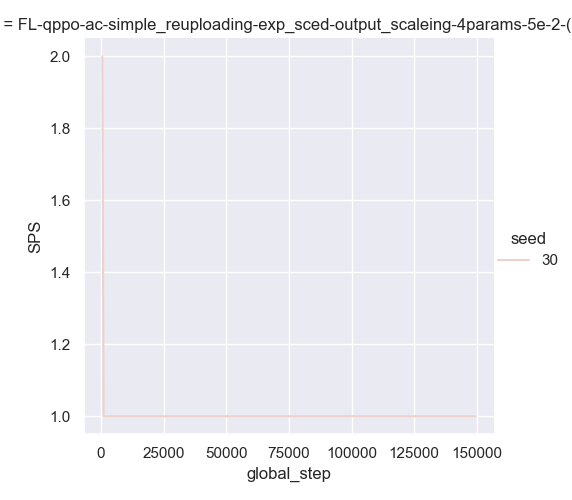 = FL-qppo-ac-simple_reuploading-exp_sced-output_scaleing-4params-5e-2-(
2.0
1.8
1.6
1.4
1.2
1.0
SPS
0 25000 50000 75000 100000 125000 150000
global_step
seed
30